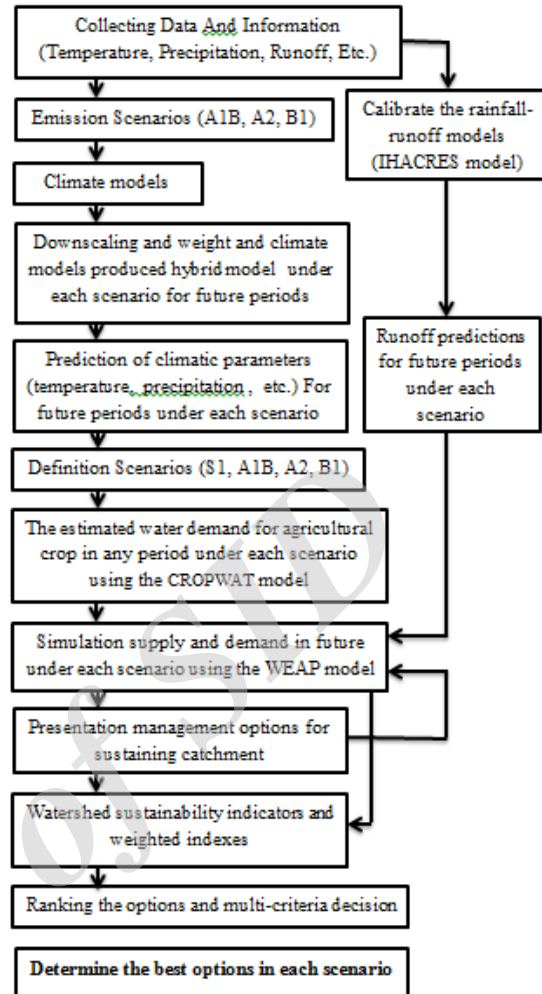 Collecting Data And Information
(Temperature, Precipitation, Runoff, Etc.)
Emission Scenarios (A1B, A2, B1)
Calibrate the rainfall-
runoff models
(IHACRES model)
Climate models
Downscaling and weight and climate
models produced hybrid model under
each scenario for future periods
Prediction of climatic parameters
(temperature, precipitation , etc.) For
future periods under each scenario
Runoff predictions
for future periods
under each
scenario
Definition Scenarios (S1, A1B, A2, B1)
The estimated water demand for agricultural
crop in any period under each scenario
using the CROPWAT model
Simulation supply and demand in future
under each scenario using the WEAP model
Presentation management options for
sustaining catchment
Watershed sustainability indicators and
weighted indexes
Ranking the options and multi-criteria decision
Determine the best options in each scenario
of SID